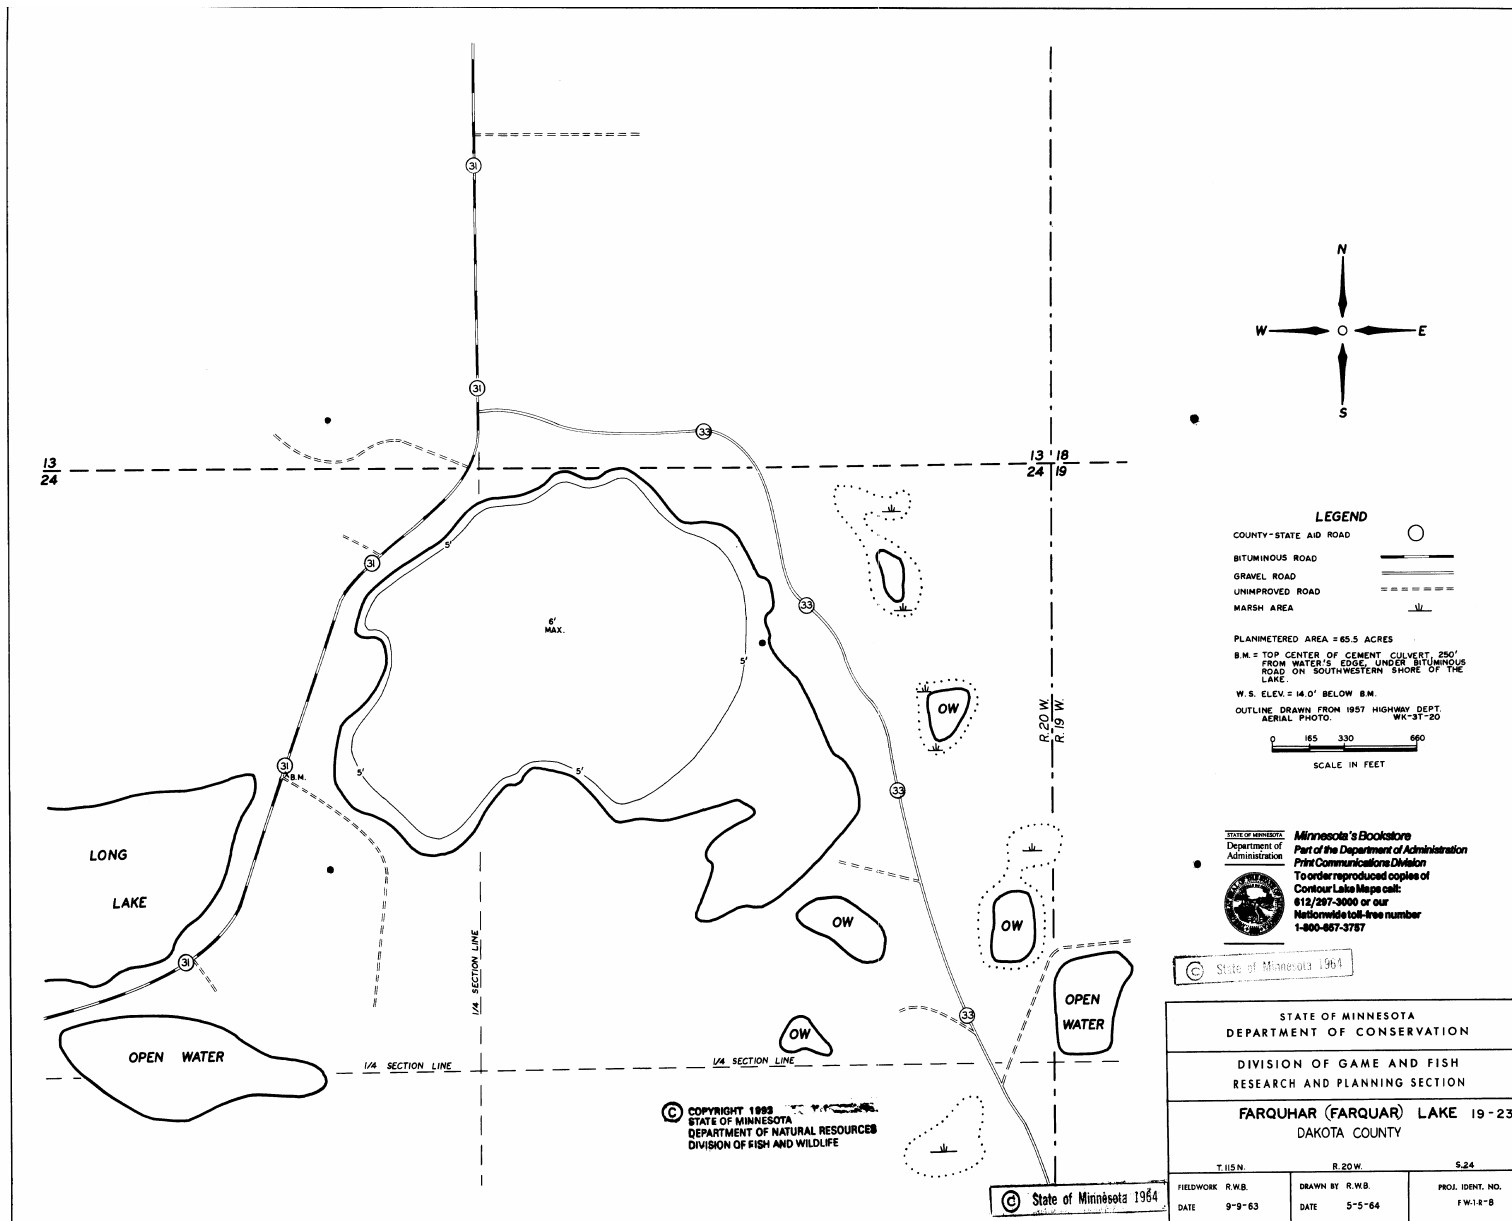 31
31
33
13
24
13 18
24 19
31
5'
6'
MAX.
33
5'
OW
R. 20 W.
R. 19 W.
31
B.M.
5'
5'
33
LONG
LAKE
OW
OW
31
1/4 SECTION LINE
OPEN
WATER
33
OW
OPEN WATER
1/4 SECTION LINE
1/4 SECTION LINE
© COPYRIGHT 1993
STATE OF MINNESOTA
DEPARTMENT OF NATURAL RESOURCES
DIVISION OF FISH AND WILDLIFE
© State of Minnesota 1964
N
W E
S
LEGEND
COUNTY-STATE AID ROAD
BITUMINOUS ROAD
GRAVEL ROAD
UNIMPROVED ROAD
MARSH AREA
PLANIMETERED AREA = 65.5 ACRES
B.M. = TOP CENTER OF CEMENT CULVERT, 250'
FROM WATER'S EDGE, UNDER BITUMINOUS
ROAD ON SOUTHWESTERN SHORE OF THE
LAKE.
W.S. ELEV. = 14.0' BELOW B.M.
OUTLINE DRAWN FROM 1957 HIGHWAY DEPT.
AERIAL PHOTO. WK-3T-20
0 165 330 660
SCALE IN FEET
STATE OF MINNESOTA
Department of
Administration
Minnesota's Bookstore
Part of the Department of Administration
Print Communications Division
To order reproduced copies of
Contour Lake Maps call:
612/297-3000 or our
Nationwide toll-free number
1-800-657-3757
© State of Minnesota 1964
STATE OF MINNESOTA
DEPARTMENT OF CONSERVATION
DIVISION OF GAME AND FISH
RESEARCH AND PLANNING SECTION
FARQUHAR (FARQUAR) LAKE 19-23
DAKOTA COUNTY
T. 115 N. R. 20 W. S. 24
FIELDWORK R.W.B. DRAWN BY R.W.B. PROJ. IDENT. NO.
DATE 9-9-63 DATE 5-5-64 FW-1-R-8